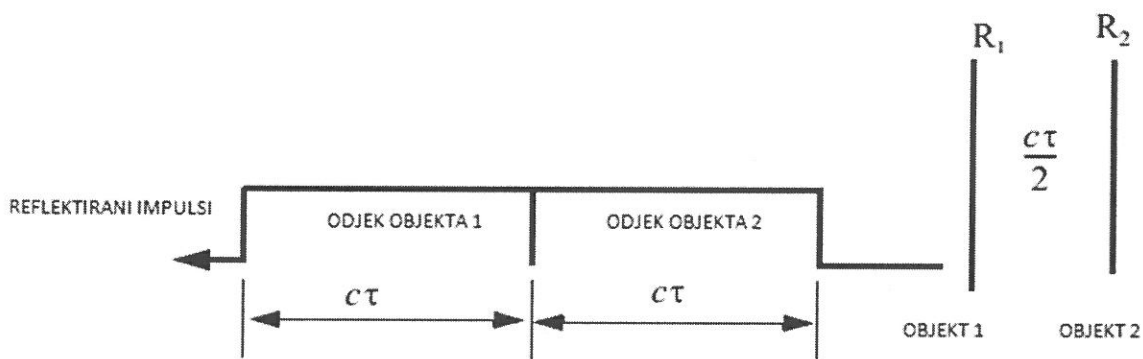 R₁
R₂
cτ/2
REFLEKTIRANI IMPULSI
ODJEK OBJEKTA 1
ODJEK OBJEKTA 2
cτ
cτ
OBJEKT 1
OBJEKT 2